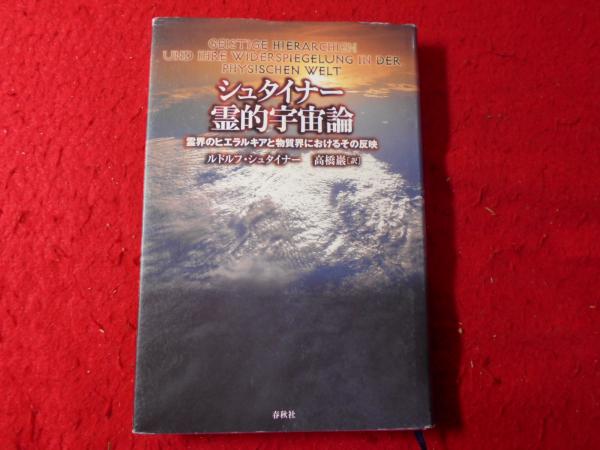 GEISTIGE HIERARCHIEN
UND IHRE WIDERSPIEGELUNG IN DER
PHYSISCHEN WELT
シュタイナー
霊的宇宙論
霊界のヒエラルキアと物質界におけるその反映
ルドルフ・シュタイナー 高橋巖[訳]
春秋社